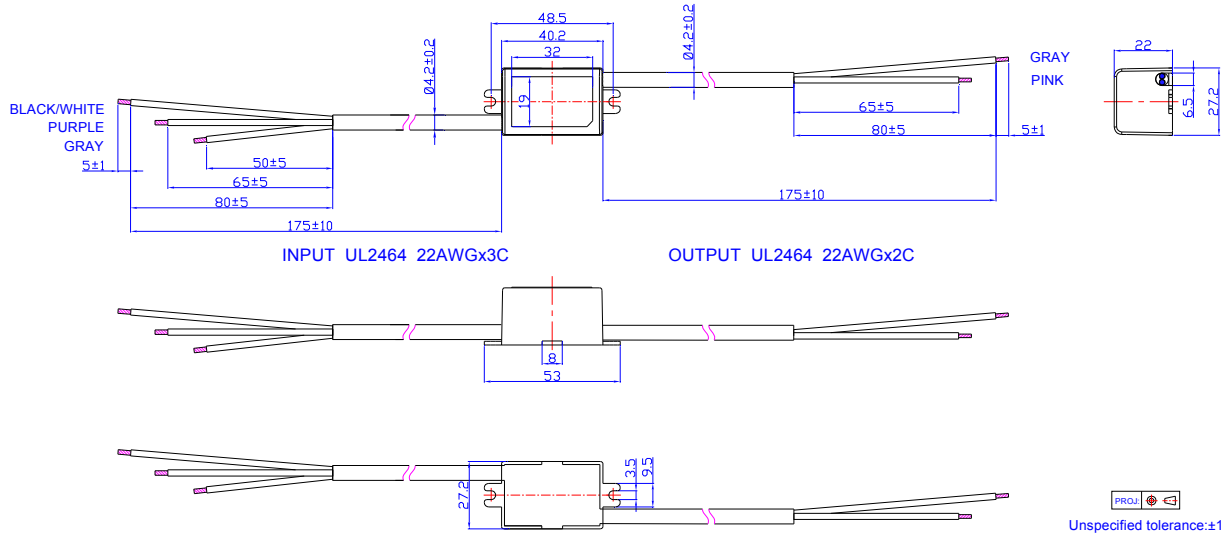 48.5
40.2
32
Ø4.2±0.2
Ø4.2±0.2
19
GRAY
PINK
22
6.5
27.2
BLACK/WHITE
PURPLE
GRAY
5±1
50±5
65±5
80±5
175±10
65±5
80±5
5±1
175±10
INPUT UL2464 22AWGx3C
OUTPUT UL2464 22AWGx2C
8
53
27.2
3.5
9.5
PROJ:
Unspecified tolerance:±1